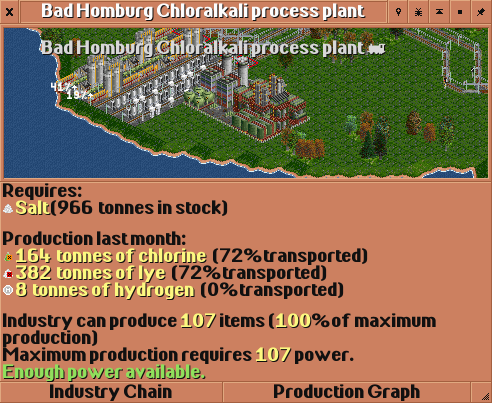 Bad Homburg Chloralkali process plant
Bad Homburg Chloralkali process plant
Requires:
Salt(966 tonnes in stock)
Production last month:
164 tonnes of chlorine (72% transported)
382 tonnes of lye (72% transported)
8 tonnes of hydrogen (0% transported)
Industry can produce 107 items (100% of maximum
production)
Maximum production requires 107 power.
Enough power available.
Industry Chain
Production Graph